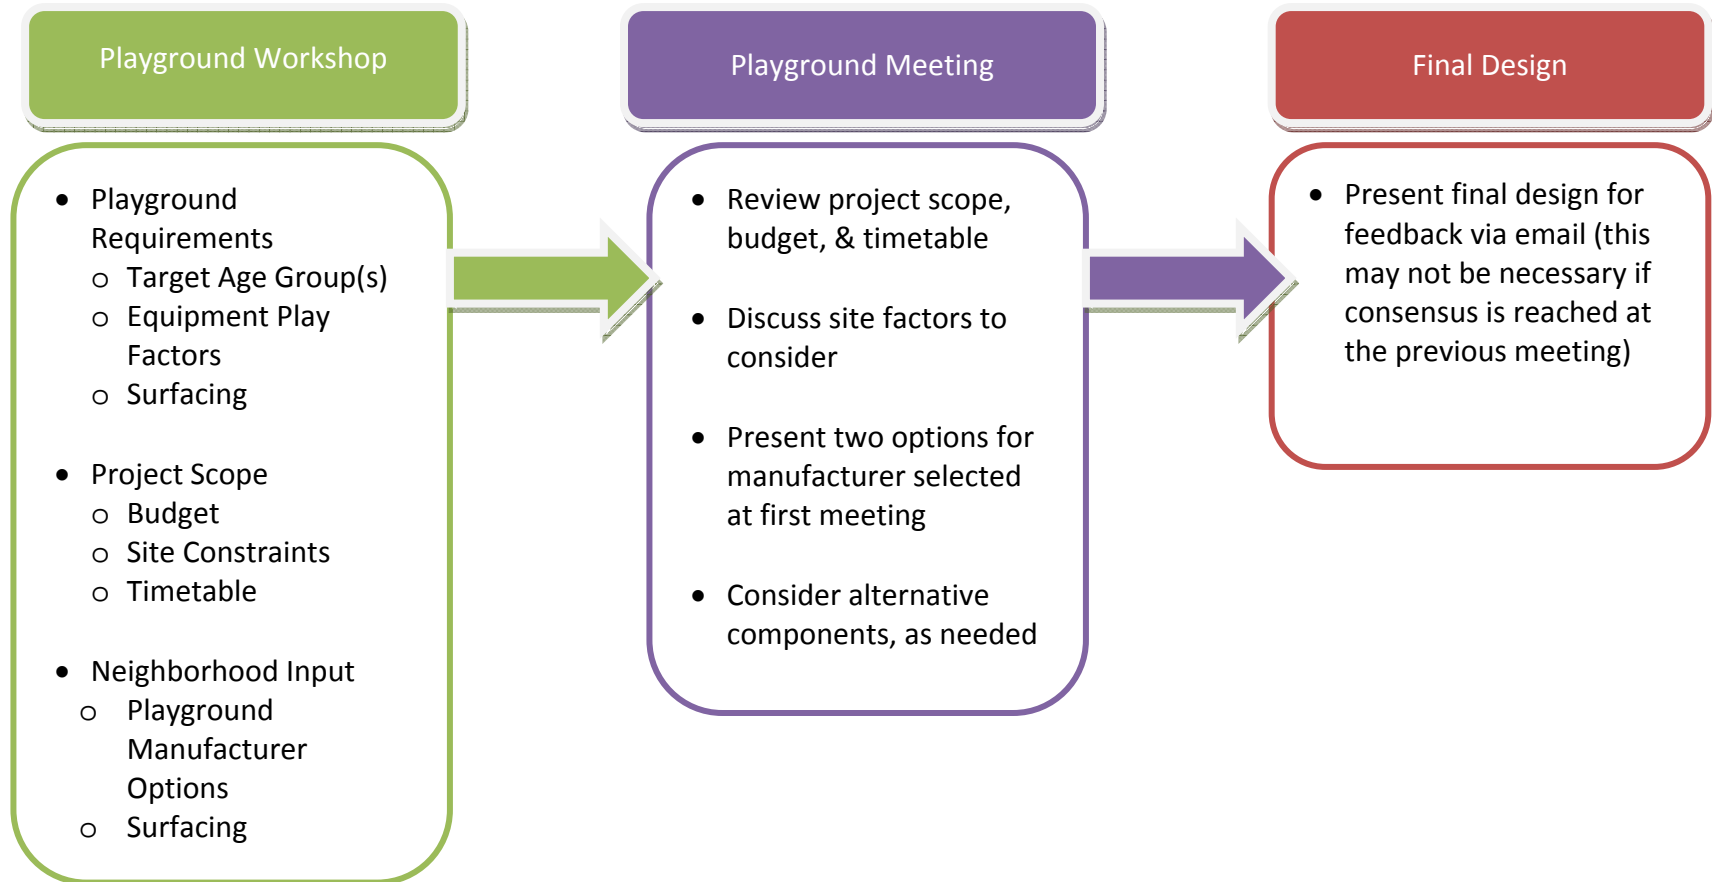 Playground Workshop
• Playground
Requirements
o Target Age Group(s)
o Equipment Play
Factors
o Surfacing
• Project Scope
o Budget
o Site Constraints
o Timetable
• Neighborhood Input
o Playground
Manufacturer
Options
o Surfacing
Playground Meeting
• Review project scope,
budget, & timetable
• Discuss site factors to
consider
• Present two options for
manufacturer selected
at first meeting
• Consider alternative
components, as needed
Final Design
• Present final design for
feedback via email (this
may not be necessary if
consensus is reached at
the previous meeting)